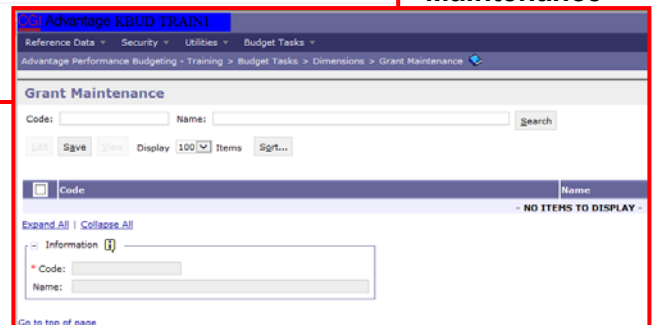 Maintenance
CGI Advantage KBUD TRAIN1
Reference Data Security Utilities Budget Tasks
Advantage Performance Budgeting - Training > Budget Tasks > Dimensions > Grant Maintenance
Grant Maintenance
Code: Name: Search
Edit Save View Display 100 Items Sort...
Code Name
- NO ITEMS TO DISPLAY -
Expand All | Collapse All
Information
* Code:
Name:
Go to top of page